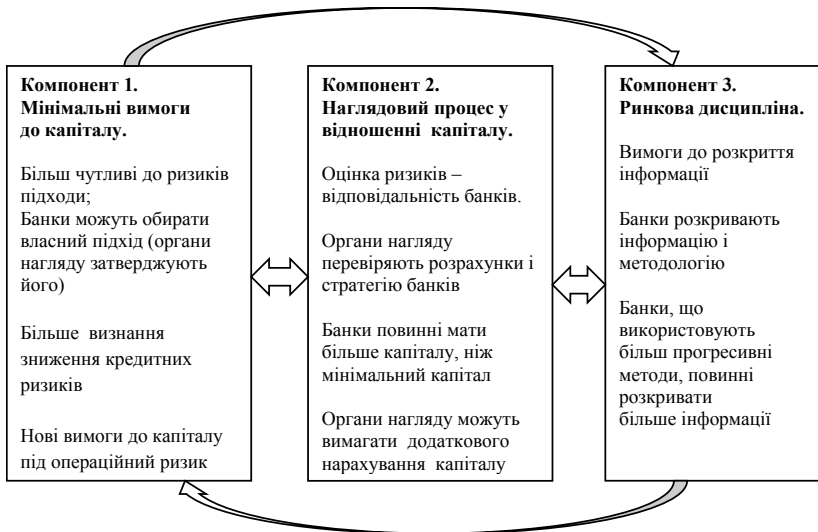 Компонент 1.
Мінімальні вимоги
до капіталу.
Більш чутливі до ризиків
підходи;
Банки можуть обирати
власний підхід (органи
нагляду затверджують
його)
Більше визнання
зниження кредитних
ризиків
Нові вимоги до капіталу
під операційний ризик
Компонент 2.
Наглядовий процес у
відношенні капіталу.
Оцінка ризиків –
відповідальність банків.
Органи нагляду
перевіряють розрахунки і
стратегію банків
Банки повинні мати
більше капіталу, ніж
мінімальний капітал
Органи нагляду можуть
вимагати додаткового
нарахування капіталу
Компонент 3.
Ринкова дисципліна.
Вимоги до розкриття
інформації
Банки розкривають
інформацію і
методологію
Банки, що
використовують
більш прогресивні
методи, повинні
розкривати
більше інформації